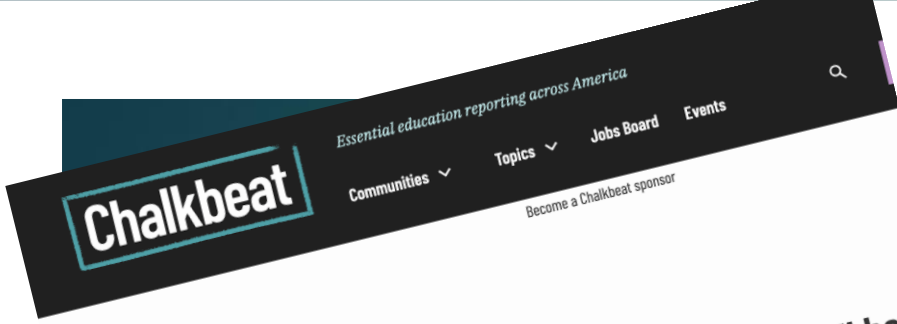 Essential education reporting across America
Chalkbeat
Communities
Topics
Jobs Board
Events
Become a Chalkbeat sponsor